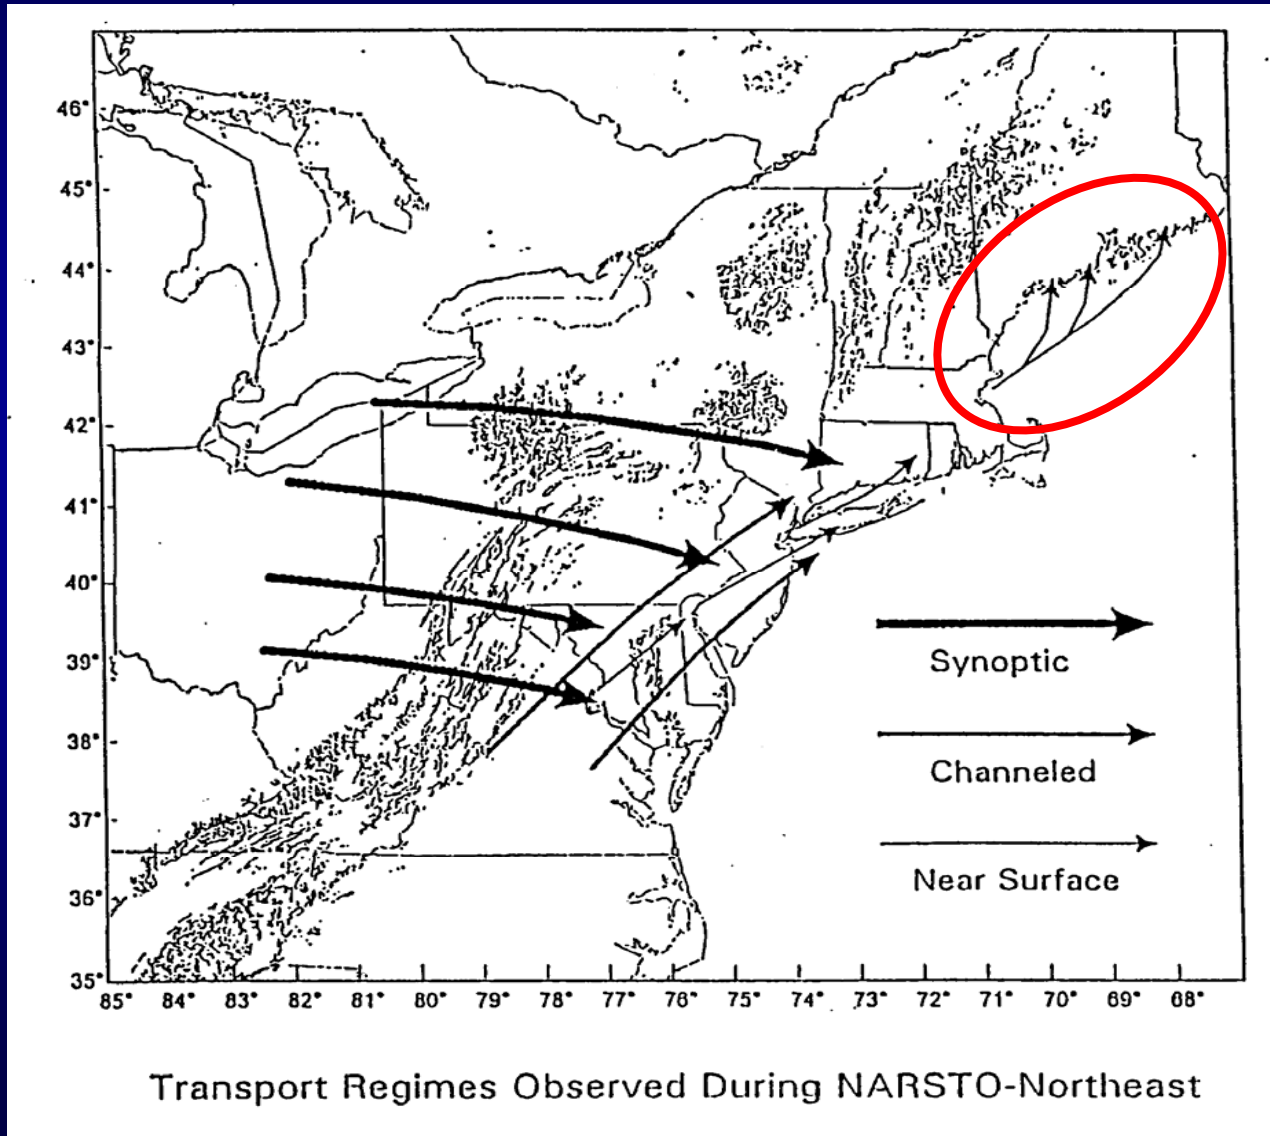 46°
45°
44°
43°
42°
41°
40°
39°
38°
37°
36°
35°
Synoptic
Channeled
Near Surface
85° 84° 83° 82° 81° 80° 79° 78° 77° 76° 75° 74° 73° 72° 71° 70° 69° 68°
Transport Regimes Observed During NARSTO-Northeast